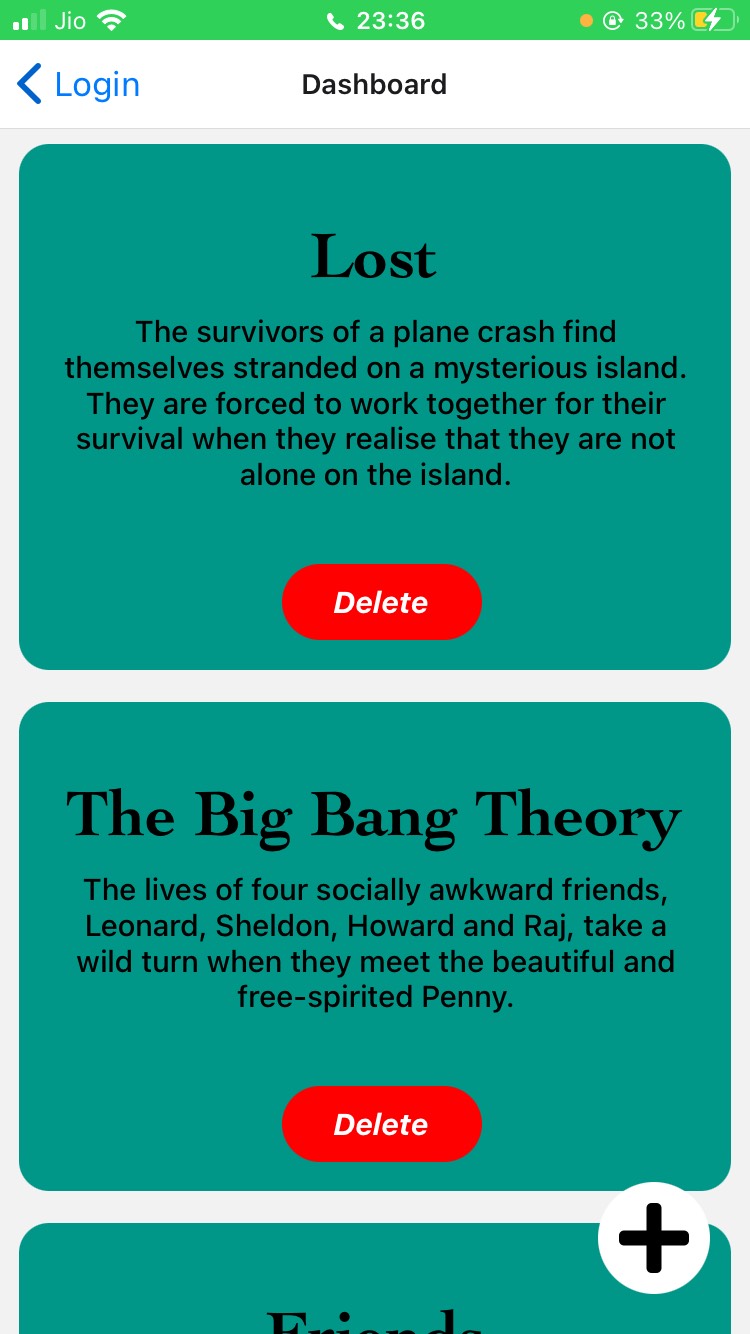 Jio 23:36 33%
Login Dashboard
Lost
The survivors of a plane crash find
themselves stranded on a mysterious island.
They are forced to work together for their
survival when they realise that they are not
alone on the island.
Delete
The Big Bang Theory
The lives of four socially awkward friends,
Leonard, Sheldon, Howard and Raj, take a
wild turn when they meet the beautiful and
free-spirited Penny.
Delete
Friends